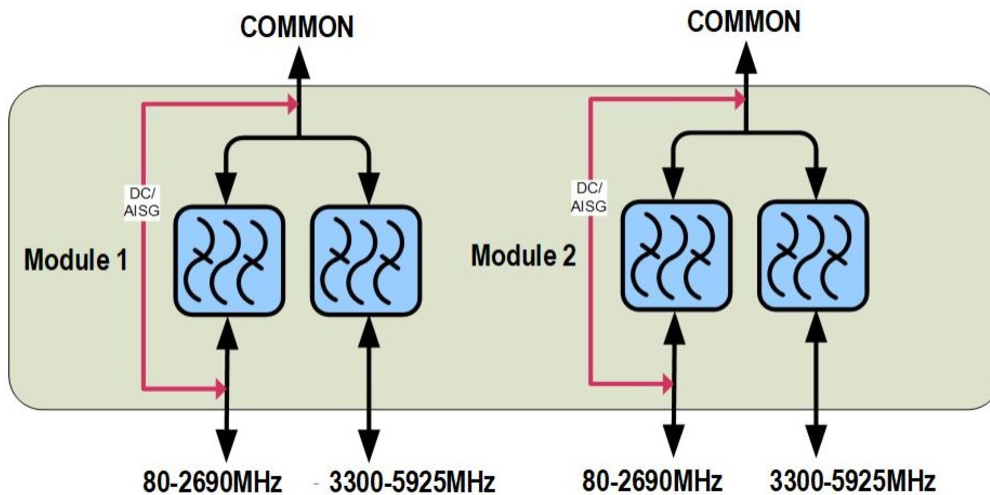 COMMON
COMMON
DC/
AISG
DC/
AISG
Module 1
Module 2
80-2690MHz - 3300-5925MHz
80-2690MHz 3300-5925MHz